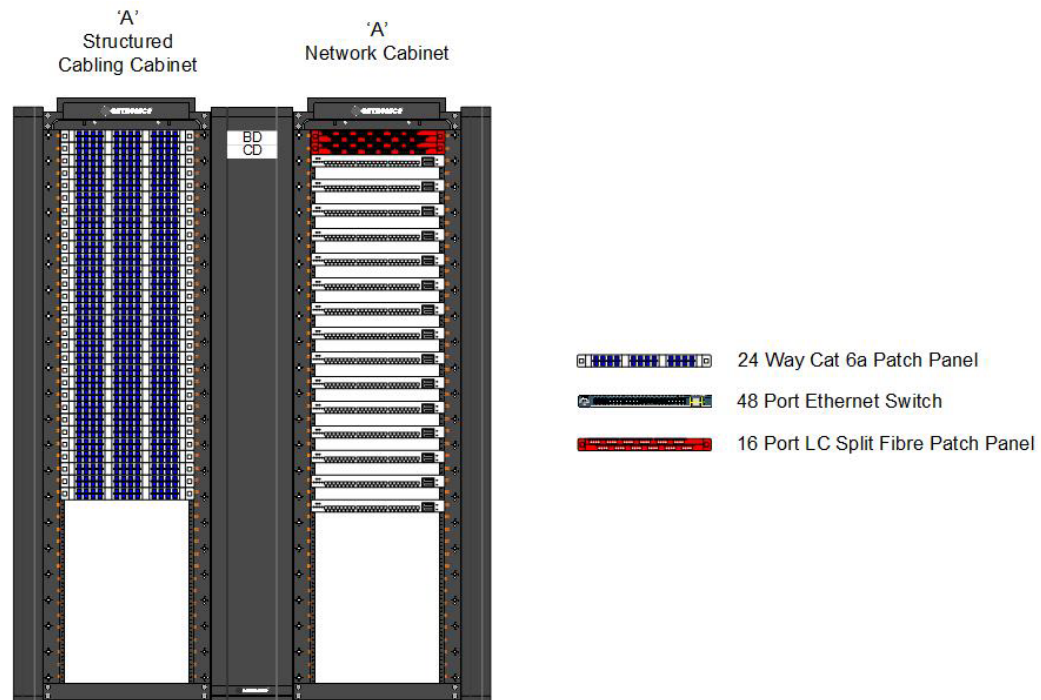 'A'
Structured
Cabling Cabinet
'A'
Network Cabinet
BD
CD
24 Way Cat 6a Patch Panel
48 Port Ethernet Switch
16 Port LC Split Fibre Patch Panel